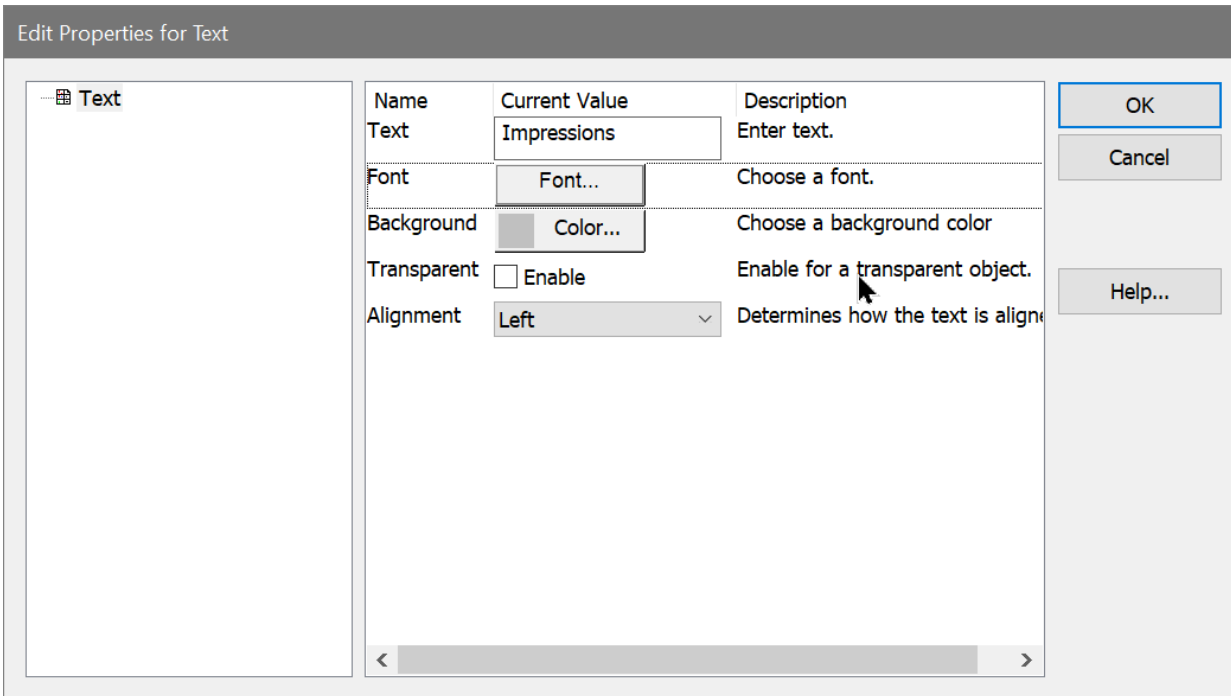 Edit Properties for Text
Text
Name Current Value Description
Text Impressions Enter text.
Font Font... Choose a font.
Background Color... Choose a background color
Transparent Enable Enable for a transparent object.
Alignment Left Determines how the text is aligne
OK
Cancel
Help...